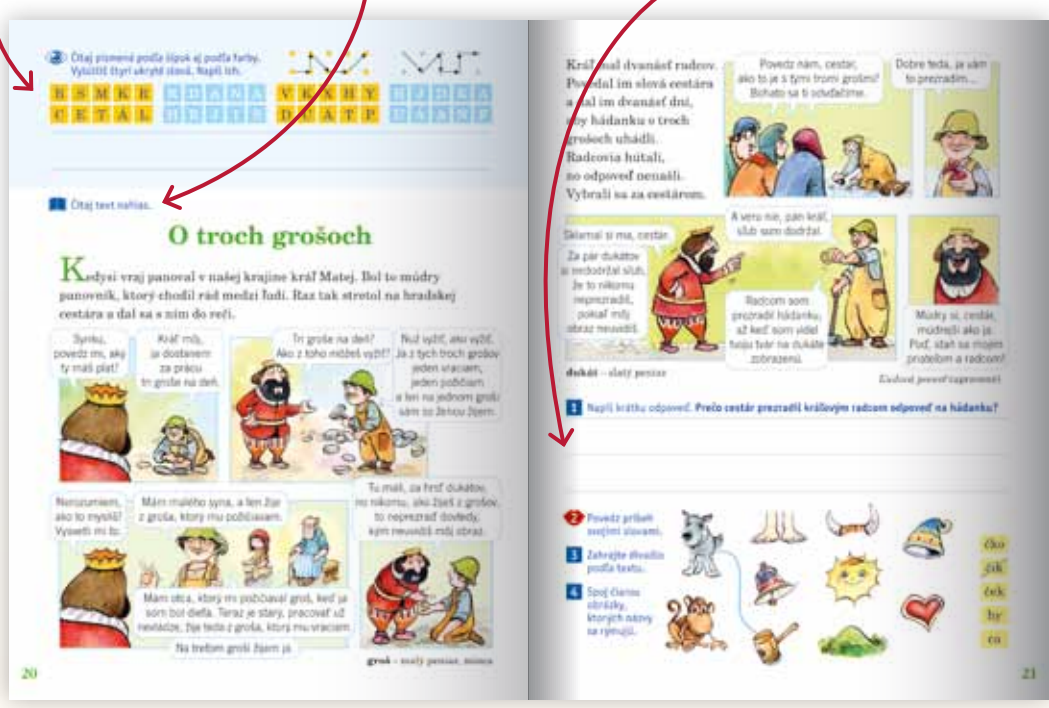 Čítaj písmená podľa šípok aj podľa farby.
Vylúštiš štyri ukryté slová. Napíš ich.
Čítaj text nahlas.
O troch grošoch
Kedysi vraj panoval v našej krajine kráľ Matej. Bol to múdry
panovník, ktorý chodil rád medzi ľudí. Raz tak stretol na hradskej
cestára a dal sa s ním do reči.
Synku,
povedz mi, aký
ty máš plat?
Kráľ môj,
ja dostanem
za prácu
tri groše na deň.
Tri groše na deň?
Ako z toho môžeš vyžiť?
Nuž vyžiť, ako vyžiť.
Ja z tých troch grošov
jeden vraciam,
jeden požičiam
a len na jednom groši
sám so ženou žijem.
Nerozumiem,
ako to myslíš?
Vysvetli mi to.
Mám malého syna, a ten žije
z groša, ktorý mu požičiavam.
Mám otca, ktorý mi požičiaval groš, keď ja
som bol dieťa. Teraz je starý, pracovať už
nevládze, žije teda z groša, ktorý mu vraciam.
Na treťom groši žijem ja.
Tu máš, za hrsť dukátov,
no nikomu, ako žiješ z grošov,
to neprezraď dovtedy,
kým neuvidíš môj obraz.
groš – malý peniaz, minca
20
Kráľ mal dvanásť radcov.
Povedal im slová cestára
a dal im dvanásť dní,
aby hádanku o troch
grošoch uhádli.
Radcovia hútali,
no odpoveď nenašli.
Vybrali sa za cestárom.
Povedz nám, cestár,
ako to je s tými tromi grošmi?
Bohato sa ti odvďačíme.
Dobre teda, ja vám
to prezradím...
Sklamal si ma, cestár.
Za pár dukátov
si nedodržal sľub,
že to nikomu
neprezradíš,
pokiaľ môj
obraz neuvidíš.
A veru nie, pán kráľ,
sľub som dodržal.
Radcom som
prezradil hádanku,
až keď som videl
tvoju tvár na dukáte
zobrazenú.
Múdry si, cestár,
múdrejší ako ja.
Poď, staň sa mojím
priateľom a radcom!
dukát – zlatý peniaz
Ľudová povesť (upravené)
1 Napíš krátku odpoveď. Prečo cestár prezradil kráľovým radcom odpoveď na hádanku?
2 Povedz príbeh
svojimi slovami.
3 Zahrajte divadlo
podľa textu.
4 Spoj čiarou
obrázky,
ktorých názvy
sa rýmujú.
čko
čik
ček
by
co
21